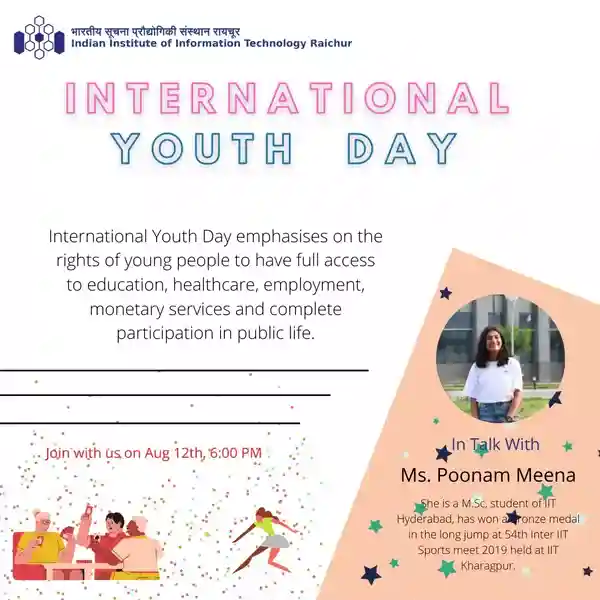 भारतीय सूचना प्रौद्योगिकी संस्थान रायचूर
Indian Institute of Information Technology Raichur
INTERNATIONAL
YOUTH DAY
International Youth Day emphasises on the
rights of young people to have full access
to education, healthcare, employment,
monetary services and complete
participation in public life.
Join with us on Aug 12th, 6:00 PM
In Talk With
Ms. Poonam Meena
She is a M.Sc, student of IIT
Hyderabad, has won a bronze medal
in the long jump at 54th Inter IIT
Sports meet 2019 held at IIT
Kharagpur.